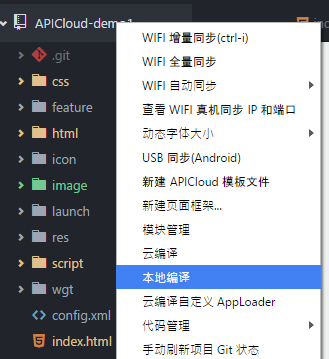 APICloud-demo1
.git
css
feature
html
icon
image
launch
res
script
wgt
config.xml
index.html
WIFI 增量同步(ctrl-i)
WIFI 全量同步
WIFI 自动同步
查看 WIFI 真机同步 IP 和端口
动态字体大小
USB 同步(Android)
新建 APICloud 模板文件
新建页面框架...
模块管理
云编译
本地编译
云编译自定义 AppLoader
代码管理
手动刷新项目 Git 状态